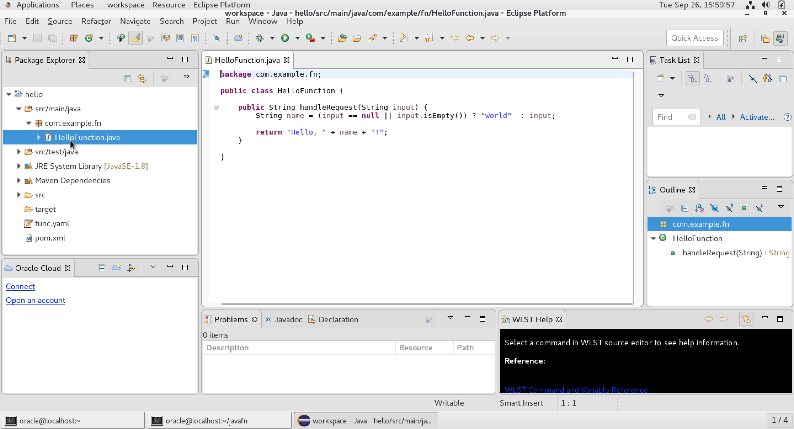 Applications Places workspace - Resource - Eclipse Platform Tue Sep 26, 15:59:57
workspace - Java - hello/src/main/java/com/example/fn/HelloFunction.java - Eclipse Platform
File Edit Source Refactor Navigate Search Project Run Window Help
Quick Access
Package Explorer
hello
src/main/java
com.example.fn
HelloFunction.java
src/test/java
JRE System Library [JavaSE-1.8]
Maven Dependencies
src
target
func.yaml
pom.xml
Oracle Cloud
Connect
Open an account
HelloFunction.java
package com.example.fn;
public class HelloFunction {
public String handleRequest(String input) {
String name = (input == null || input.isEmpty()) ? "world" : input;
return "Hello, " + name + "!";
}
}
Task List
Find All Activate...
Outline
com.example.fn
HelloFunction
handleRequest(String) : String
Problems Javadoc Declaration
0 items
Description Resource Path
WLST Help
Select a command in WLST source editor to see help information.
Reference:
WLST Command and Variable Reference
Writable Smart Insert 1 : 1
oracle@localhost:~ oracle@localhost:~/javafn workspace - Java - hello/src/main/ja... 1 / 4